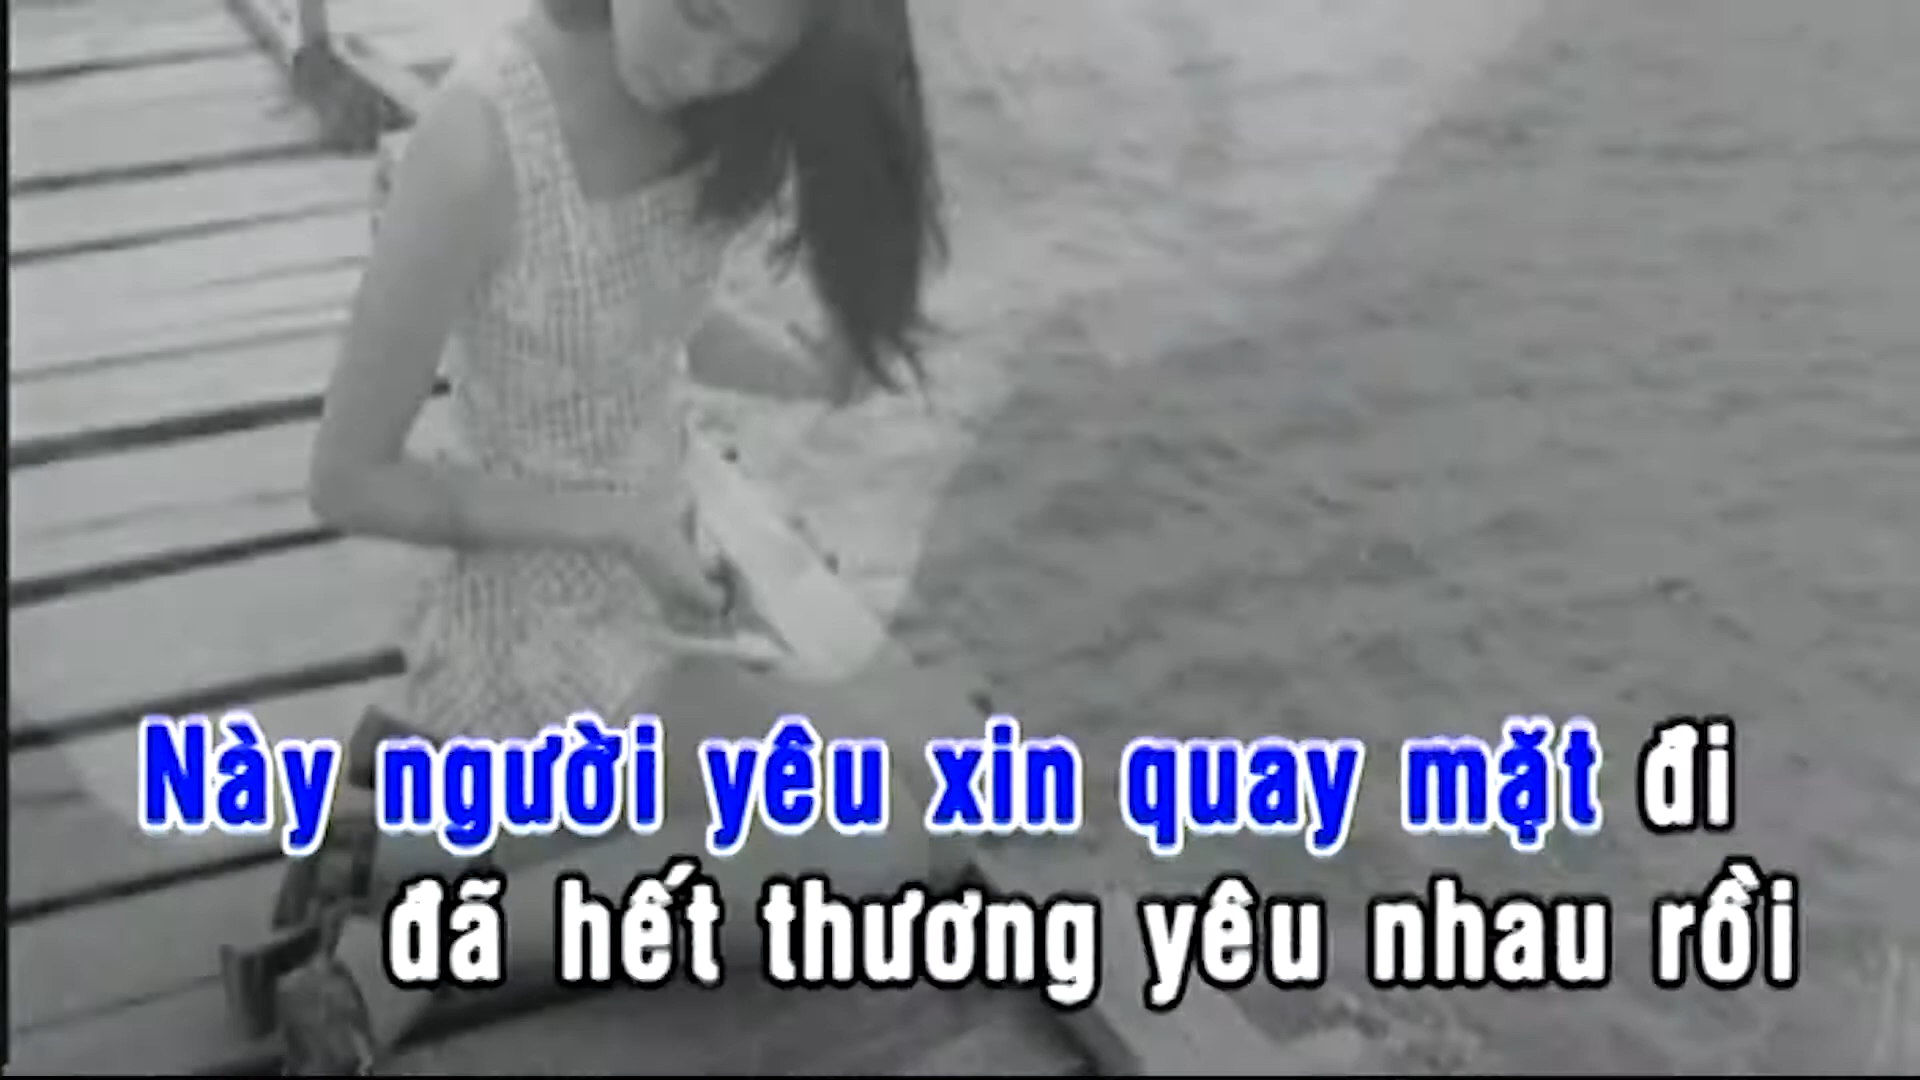 Này người yêu xin quay mặt đi
đã hết thương yêu nhau rồi